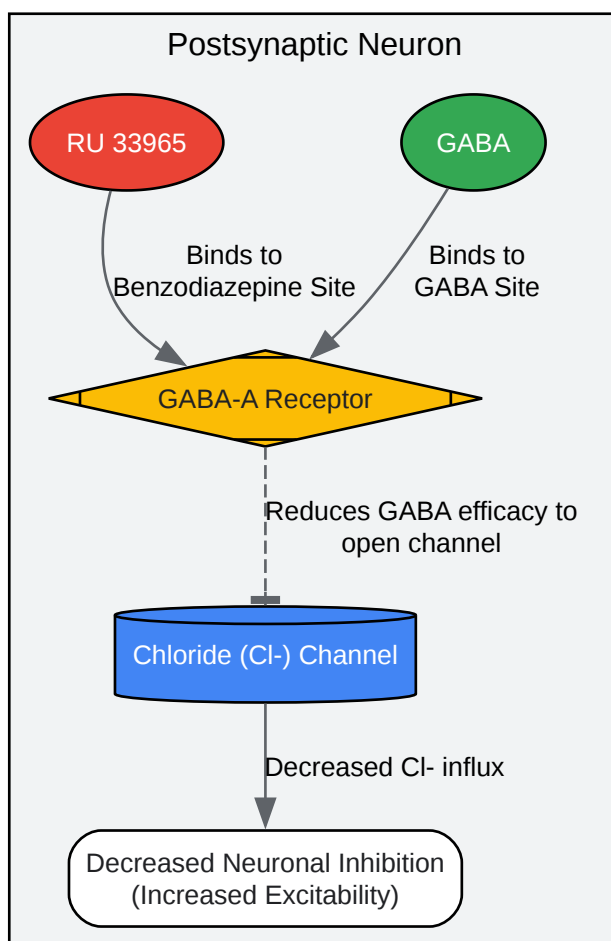 Postsynaptic Neuron
RU 33965
GABA
Binds to
Benzodiazepine Site
Binds to
GABA Site
GABA-A Receptor
Reduces GABA efficacy to
open channel
Chloride (Cl-) Channel
Decreased Cl- influx
Decreased Neuronal Inhibition
(Increased Excitability)